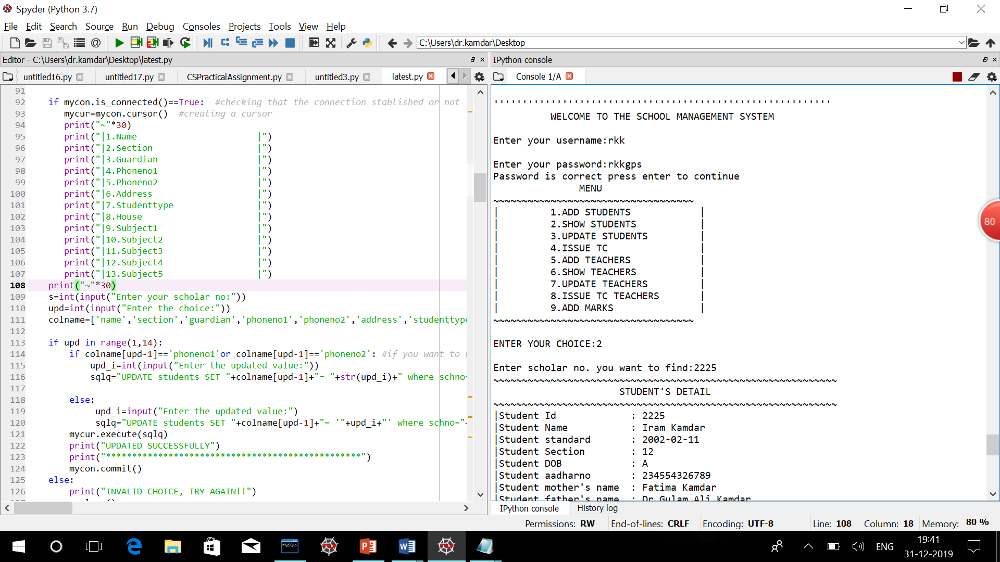 Spyder (Python 3.7)
File Edit Search Source Run Debug Consoles Projects Tools View Help
C:\Users\dr.kamdar\Desktop
Editor - C:\Users\dr.kamdar\Desktop\latest.py
untitled16.py untitled17.py CSPracticalAssignment.py untitled3.py latest.py
91
92 if mycon.is_connected()==True: #checking that the connection stablished or not
93 mycur=mycon.cursor() #creating a cursor
94 print("~"*30)
95 print("|1.Name |")
96 print("|2.Section |")
97 print("|3.Guardian |")
98 print("|4.Phoneno1 |")
99 print("|5.Phoneno2 |")
100 print("|6.Address |")
101 print("|7.Studenttype |")
102 print("|8.House |")
103 print("|9.Subject1 |")
104 print("|10.Subject2 |")
105 print("|11.Subject3 |")
106 print("|12.Subject4 |")
107 print("|13.Subject5 |")
108 print("~"*30)
109 s=int(input("Enter your scholar no:"))
110 upd=int(input("Enter the choice:"))
111 colname=['name','section','guardian','phoneno1','phoneno2','address','studenttype
112
113 if upd in range(1,14):
114 if colname[upd-1]=='phoneno1'or colname[upd-1]=='phoneno2': #if you want to
115 upd_i=int(input("Enter the updated value:"))
116 sqlq="UPDATE students SET "+colname[upd-1]+"= "+str(upd_i)+" where schno=
117
118 else:
119 upd_i=input("Enter the updated value:")
120 sqlq="UPDATE students SET "+colname[upd-1]+"= '"+upd_i+"' where schno="
121 mycur.execute(sqlq)
122 print("UPDATED SUCCESSFULLY")
123 print("*************************************************")
124 mycon.commit()
125 else:
126 print("INVALID CHOICE, TRY AGAIN!!")
IPython console
Console 1/A
'''''''''''''''''''''''''''''''''''''''''''''''''''''''''''
WELCOME TO THE SCHOOL MANAGEMENT SYSTEM
Enter your username:rkk
Enter your password:rkkgps
Password is correct press enter to continue
MENU
~~~~~~~~~~~~~~~~~~~~~~~~~~~~~~~~~~~
| 1.ADD STUDENTS |
| 2.SHOW STUDENTS |
| 3.UPDATE STUDENTS |
| 4.ISSUE TC |
| 5.ADD TEACHERS |
| 6.SHOW TEACHERS |
| 7.UPDATE TEACHERS |
| 8.ISSUE TC TEACHERS |
| 9.ADD MARKS |
~~~~~~~~~~~~~~~~~~~~~~~~~~~~~~~~~~~
ENTER YOUR CHOICE:2
Enter scholar no. you want to find:2225
~~~~~~~~~~~~~~~~~~~~~~~~~~~~~~~~~~~~~~~~~~~~~~~~~~~~~~~~~~~~
STUDENT'S DETAIL
~~~~~~~~~~~~~~~~~~~~~~~~~~~~~~~~~~~~~~~~~~~~~~~~~~~~~~~~~~~~
|Student Id : 2225
|Student Name : Iram Kamdar
|Student standard : 2002-02-11
|Student Section : 12
|Student DOB : A
|Student aadharno : 234554326789
|Student mother's name : Fatima Kamdar
|Student father's name : Dr Gulam Ali Kamdar
80
IPython console History log
Permissions: RW End-of-lines: CRLF Encoding: UTF-8 Line: 108 Column: 18 Memory: 80 %
MySQL
ENG
19:41
31-12-2019